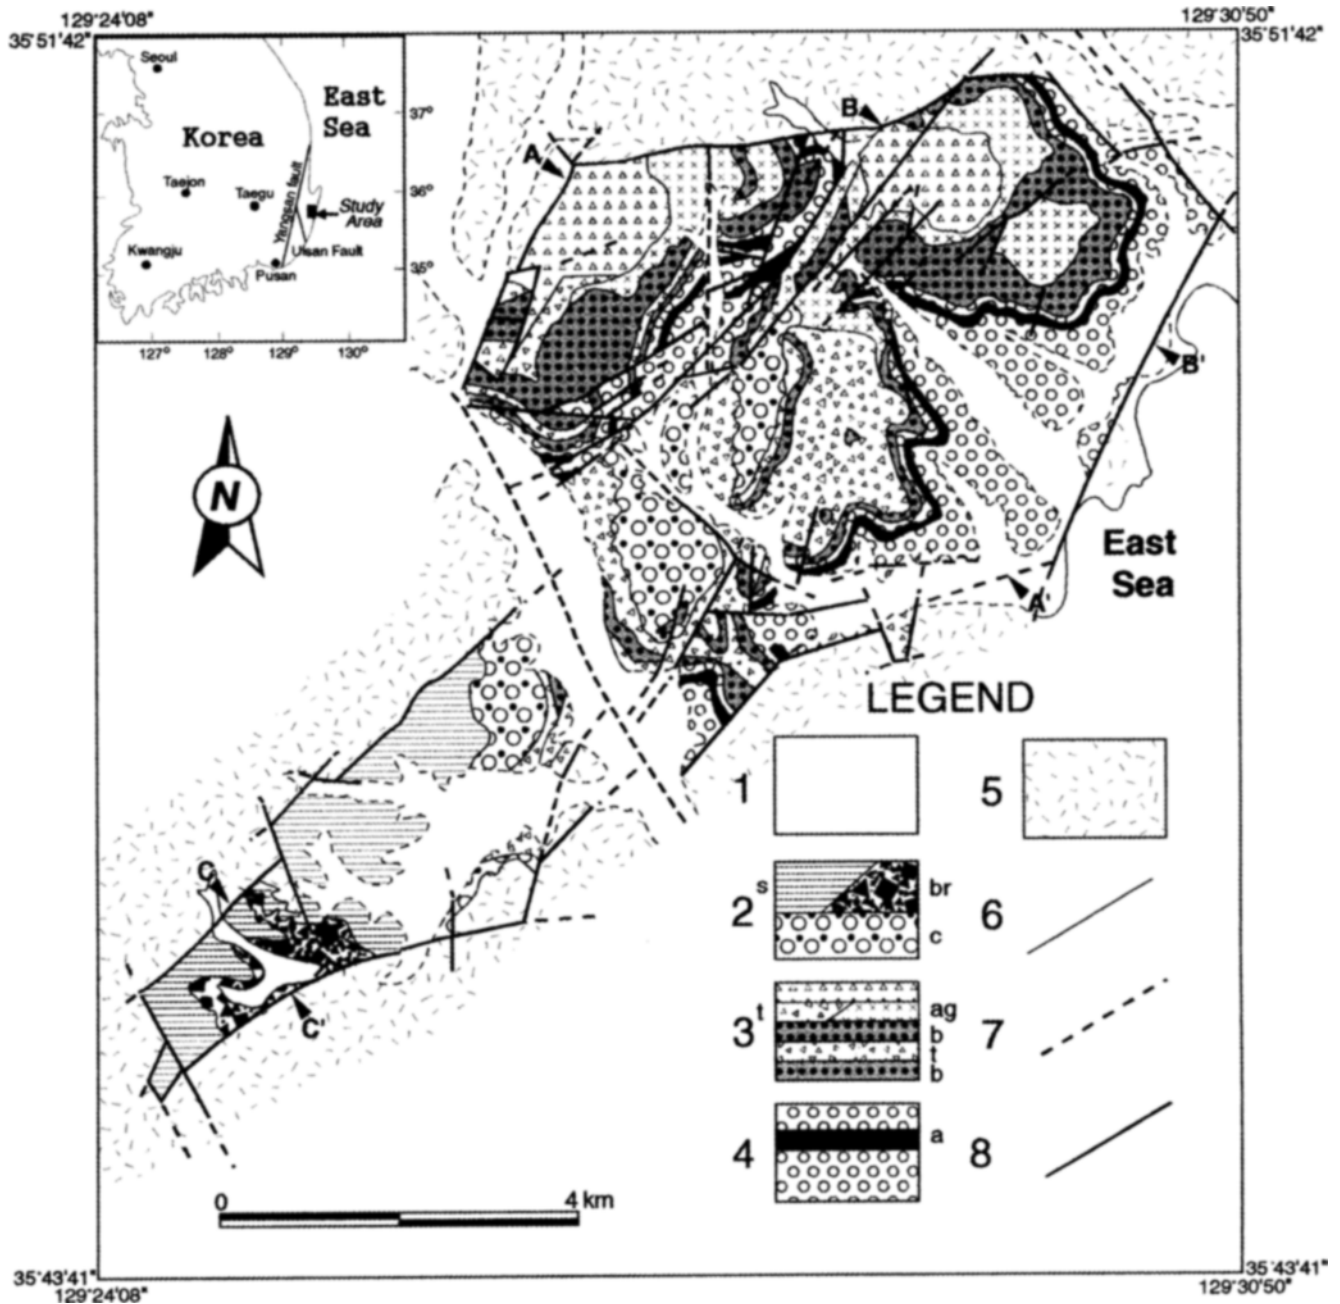 129°24'08"
129°30'50"
35°51'42"
35°51'42"
Seoul
East
Sea
Korea
37°
Taejon
Taegu
36°
Yangsan fault
Study
Area
Kwangju
Ulsan Fault
35°
Pusan
127°
128°
129°
130°
A
B
B'
N
East
Sea
A'
LEGEND
1
5
C
s
2
br
c
6
C'
3
t
ag
b
t
b
7
4
a
8
0
4 km
35°43'41"
35°43'41"
129°24'08"
129°30'50"